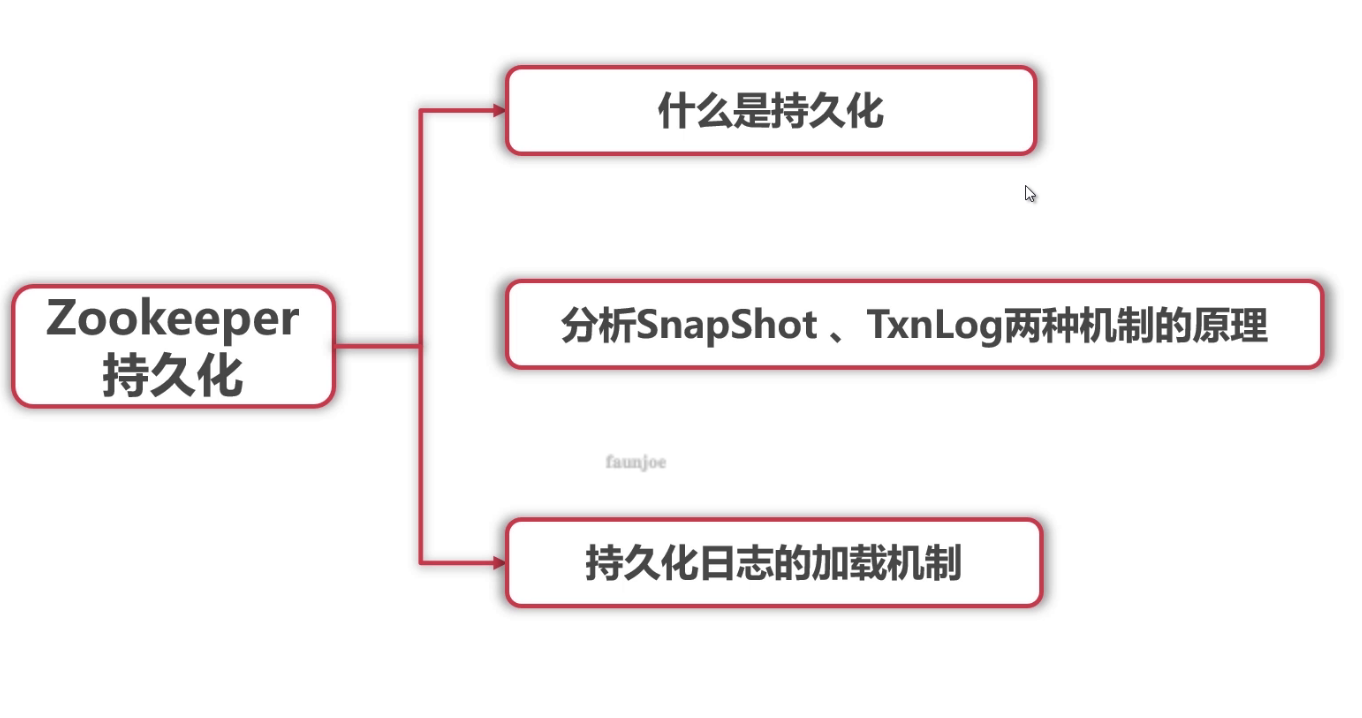 什么是持久化
Zookeeper
持久化
分析SnapShot 、TxnLog两种机制的原理
faunjoe
持久化日志的加载机制